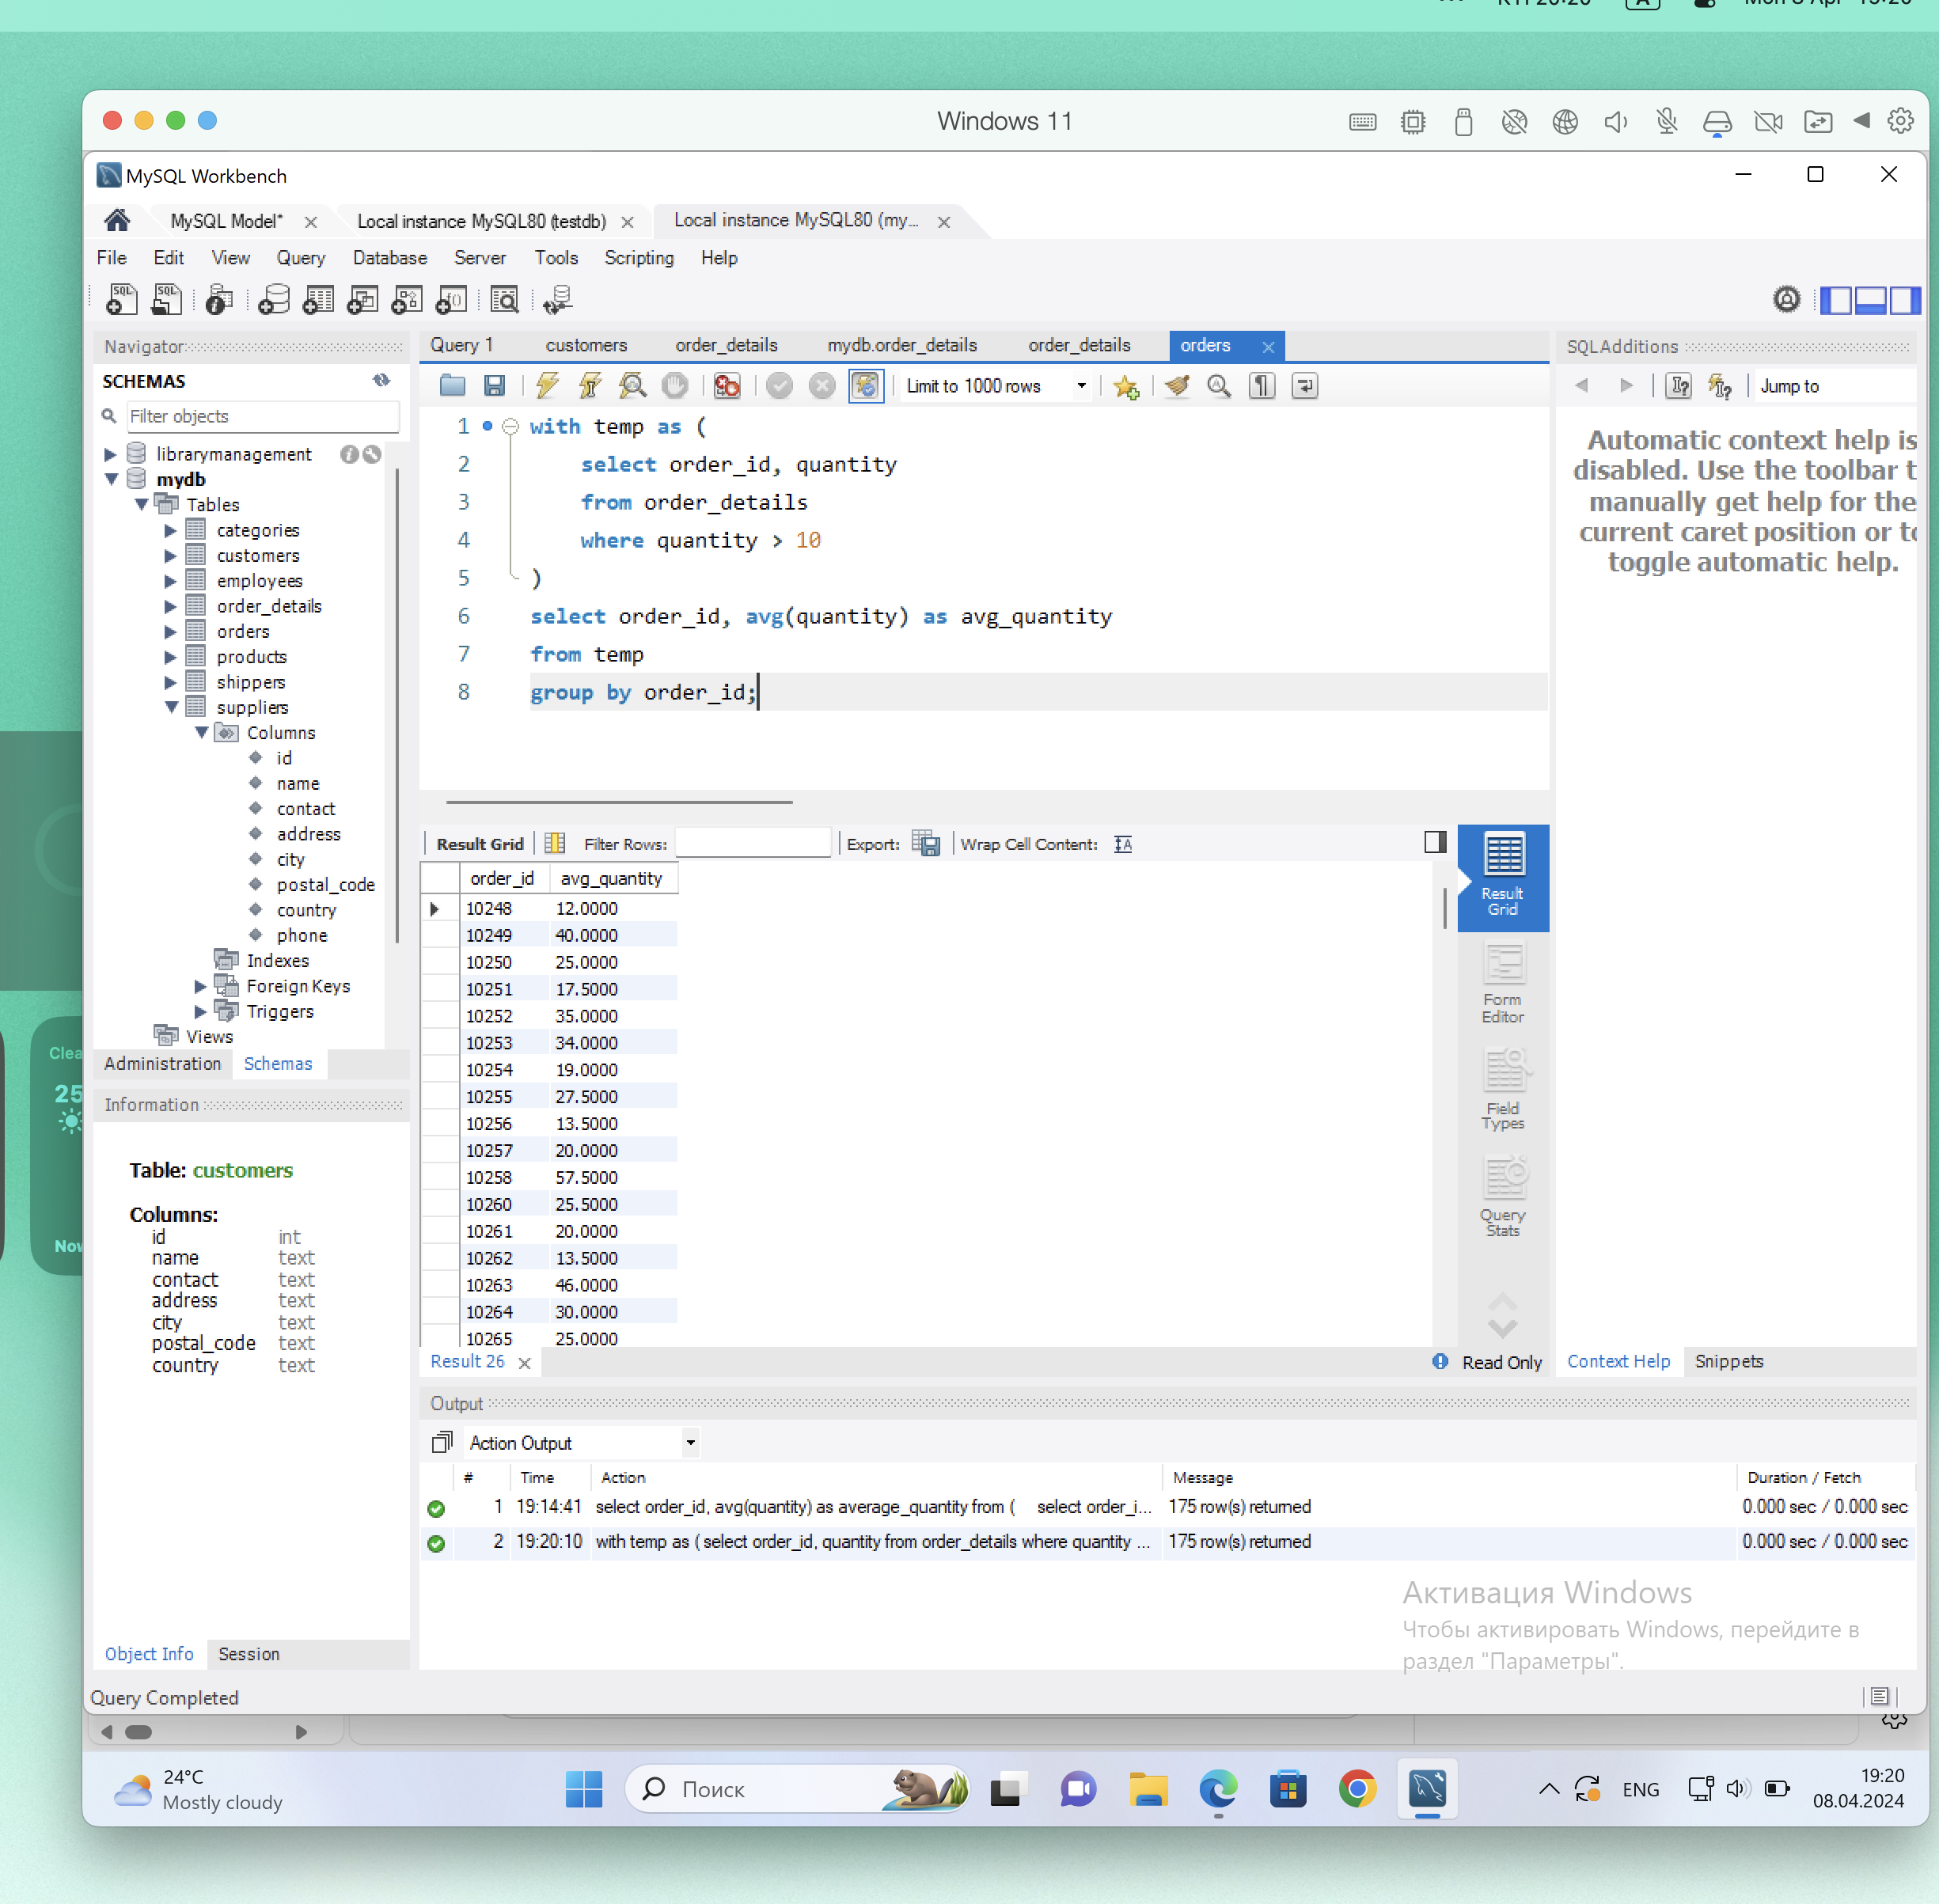 Windows 11
MySQL Workbench
MySQL Model*
Local instance MySQL80 (testdb)
Local instance MySQL80 (my...
File Edit View Query Database Server Tools Scripting Help
Navigator
SCHEMAS
Filter objects
librarymanagement
mydb
Tables
categories
customers
employees
order_details
orders
products
shippers
suppliers
Columns
id
name
contact
address
city
postal_code
country
phone
Indexes
Foreign Keys
Triggers
Views
Administration Schemas
Information
Table: customers
Columns:
id int
name text
contact text
address text
city text
postal_code text
country text
Object Info Session
Query 1 customers order_details mydb.order_details order_details orders
Limit to 1000 rows
1 with temp as (
2 select order_id, quantity
3 from order_details
4 where quantity > 10
5 )
6 select order_id, avg(quantity) as avg_quantity
7 from temp
8 group by order_id;
Result Grid Filter Rows: Export: Wrap Cell Content:
order_id avg_quantity
10248 12.0000
10249 40.0000
10250 25.0000
10251 17.5000
10252 35.0000
10253 34.0000
10254 19.0000
10255 27.5000
10256 13.5000
10257 20.0000
10258 57.5000
10260 25.5000
10261 20.0000
10262 13.5000
10263 46.0000
10264 30.0000
10265 25.0000
Result
Grid
Form
Editor
Field
Types
Query
Stats
Result 26
Read Only
SQLAdditions
Jump to
Automatic context help is
disabled. Use the toolbar t
manually get help for the
current caret position or to
toggle automatic help.
Context Help Snippets
Output
Action Output
# Time Action Message Duration / Fetch
1 19:14:41 select order_id, avg(quantity) as average_quantity from ( select order_i... 175 row(s) returned 0.000 sec / 0.000 sec
2 19:20:10 with temp as ( select order_id, quantity from order_details where quantity ... 175 row(s) returned 0.000 sec / 0.000 sec
Активация Windows
Чтобы активировать Windows, перейдите в
раздел "Параметры".
Query Completed
25
24°C
Mostly cloudy
Поиск
ENG
19:20
08.04.2024